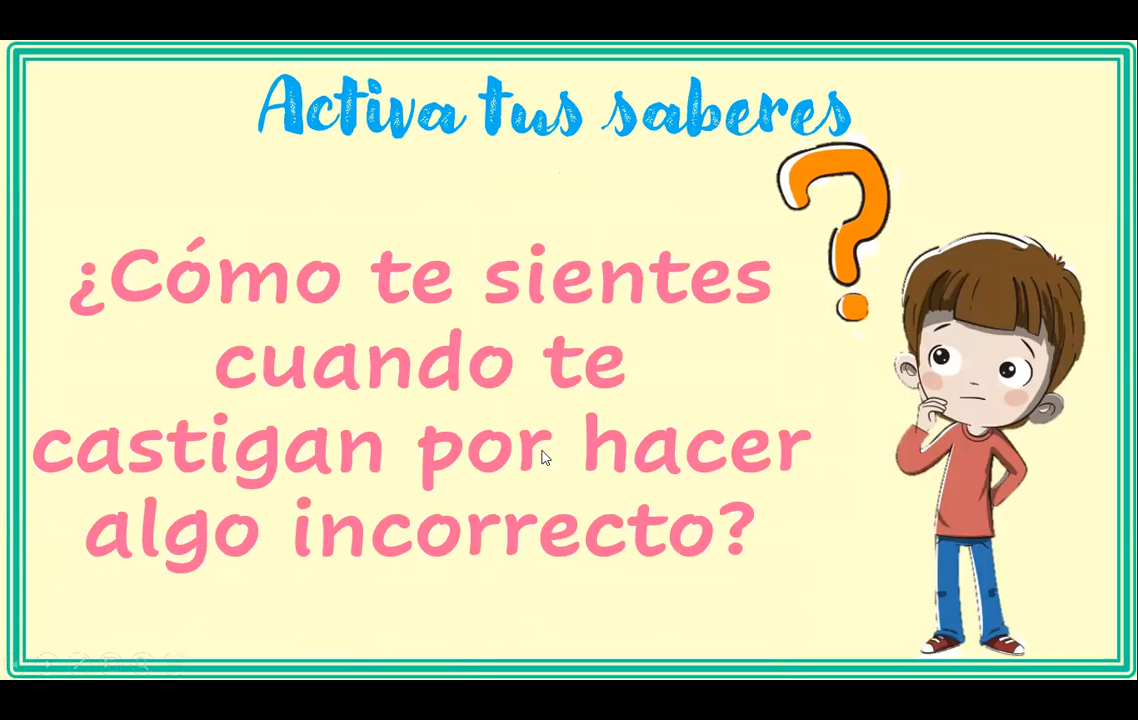 Activa tus saberes
¿Cómo te sientes
cuando te
castigan por hacer
algo incorrecto?